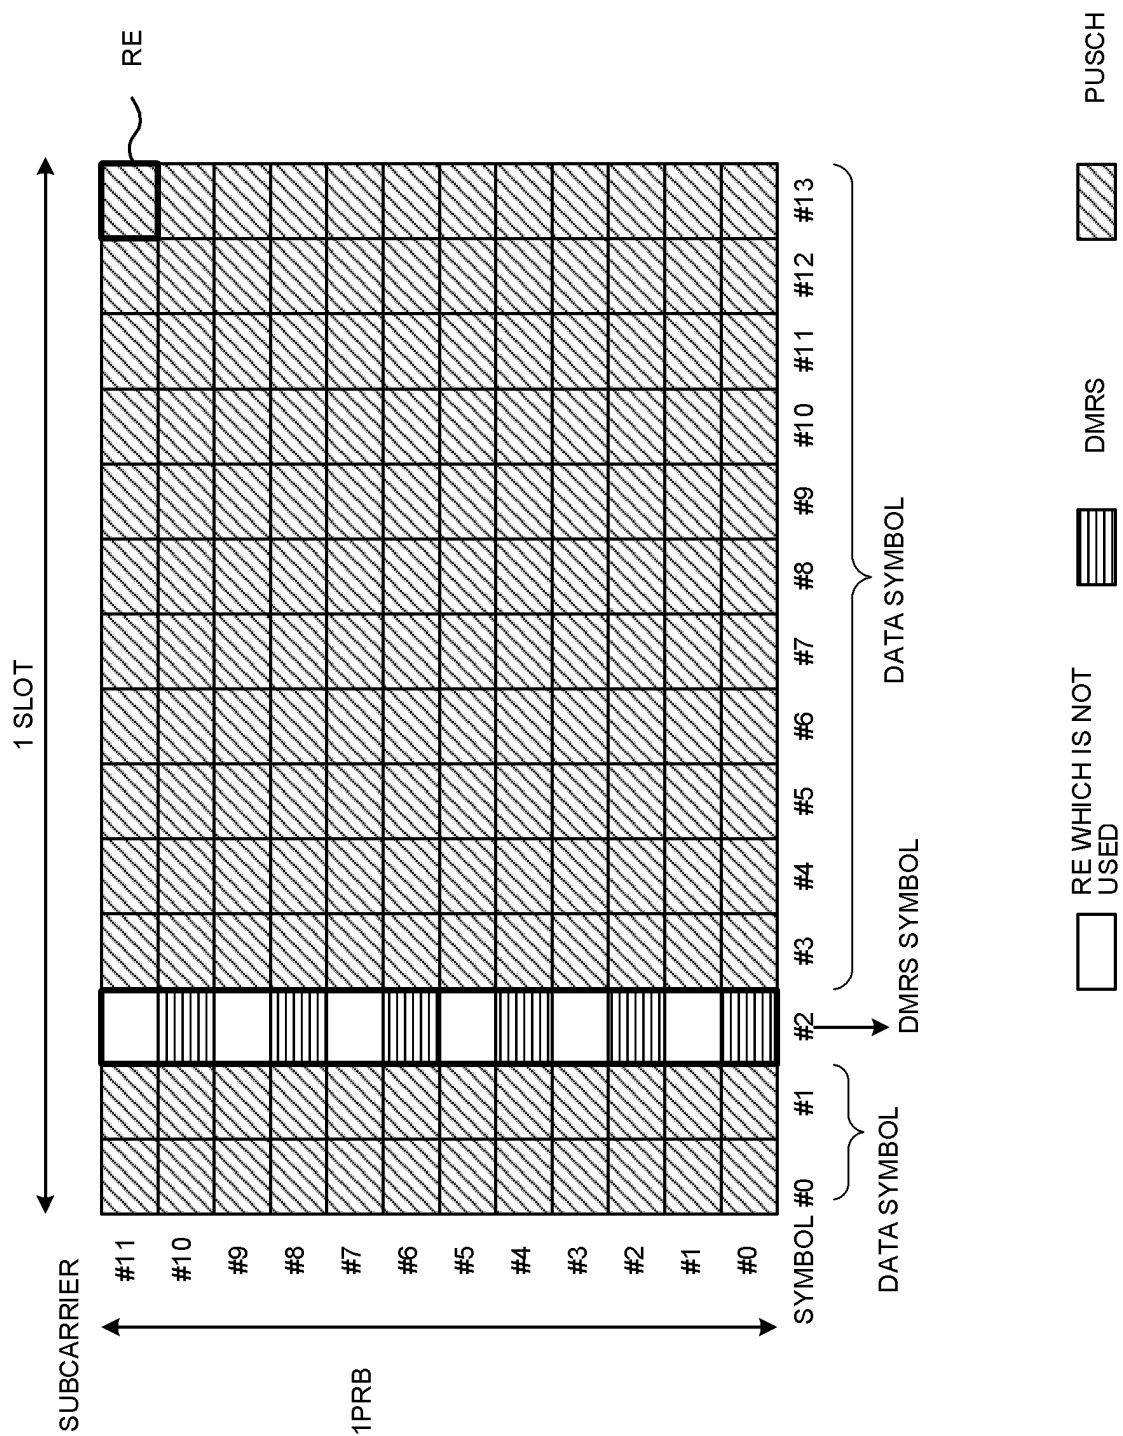 1 SLOT
RE
SUBCARRIER
#11
#10
#9
#8
#7
#6
#5
#4
#3
#2
#1
#0
1PRB
SYMBOL #0 #1 #2 #3 #4 #5 #6 #7 #8 #9 #10 #11 #12 #13
DATA SYMBOL
DMRS SYMBOL
DATA SYMBOL
RE WHICH IS NOT
USED
DMRS
PUSCH